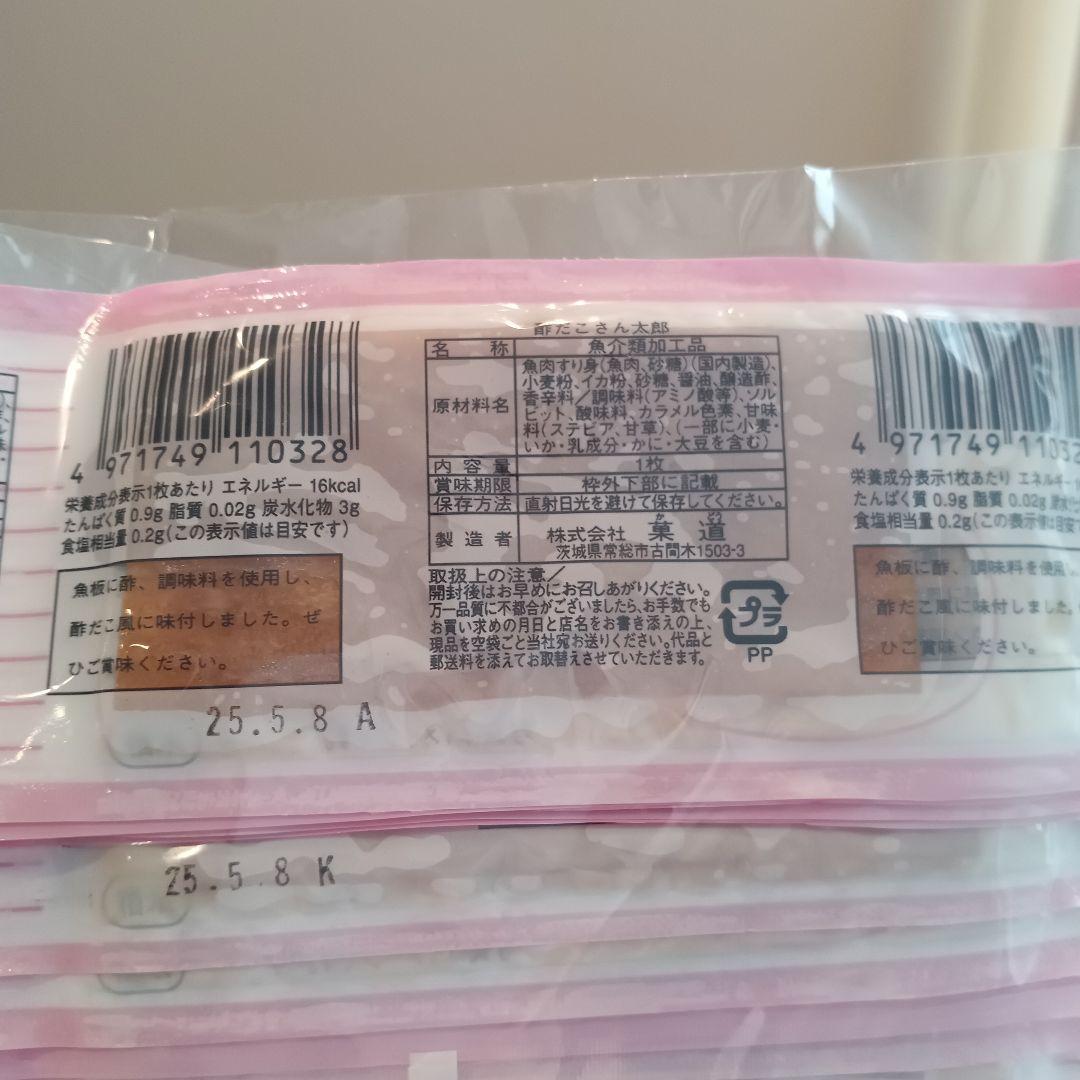 4 971749 110328
栄養成分表示1枚あたり エネルギー 16kcal
たんぱく質 0.9g 脂質 0.02g 炭水化物 3g
食塩相当量 0.2g(この表示値は目安です)
魚板に酢、調味料を使用し、
酢だこ風に味付しました。ぜ
ひご賞味ください。
25.5.8 A
酢だこさん太郎
名 称 魚介類加工品
原材料名 魚肉すり身(魚肉、砂糖)(国内製造)、
小麦粉、イカ粉、砂糖、醤油、醸造酢、
香辛料/調味料(アミノ酸等)、ソル
ビット、酸味料、カラメル色素、甘味
料(ステビア、甘草)、(一部に小麦・
いか・乳成分・かに・大豆を含む)
内 容 量 1枚
賞味期限 枠外下部に記載
保存方法 直射日光を避けて保存してください。
製 造 者 株式会社 菓道
茨城県常総市古間木1503-3
取扱上の注意/
開封後はお早めにお召しあがりください。
万一品質に不都合がございましたら、お手数でも
お買い求めの月日と店名をお書き添えの上、
現品を空袋ごと当社宛お送りください。代品と
郵送料を添えてお取替えさせていただきます。
プラ
PP
4 971749 11032
栄養成分表示1枚あたり エネルギー
たんぱく質 0.9g 脂質 0.02g
食塩相当量 0.2g(この表示値は目安
魚板に酢、調味料を使用
酢だこ風に味付しました。
ひご賞味ください。
25.5.8 K